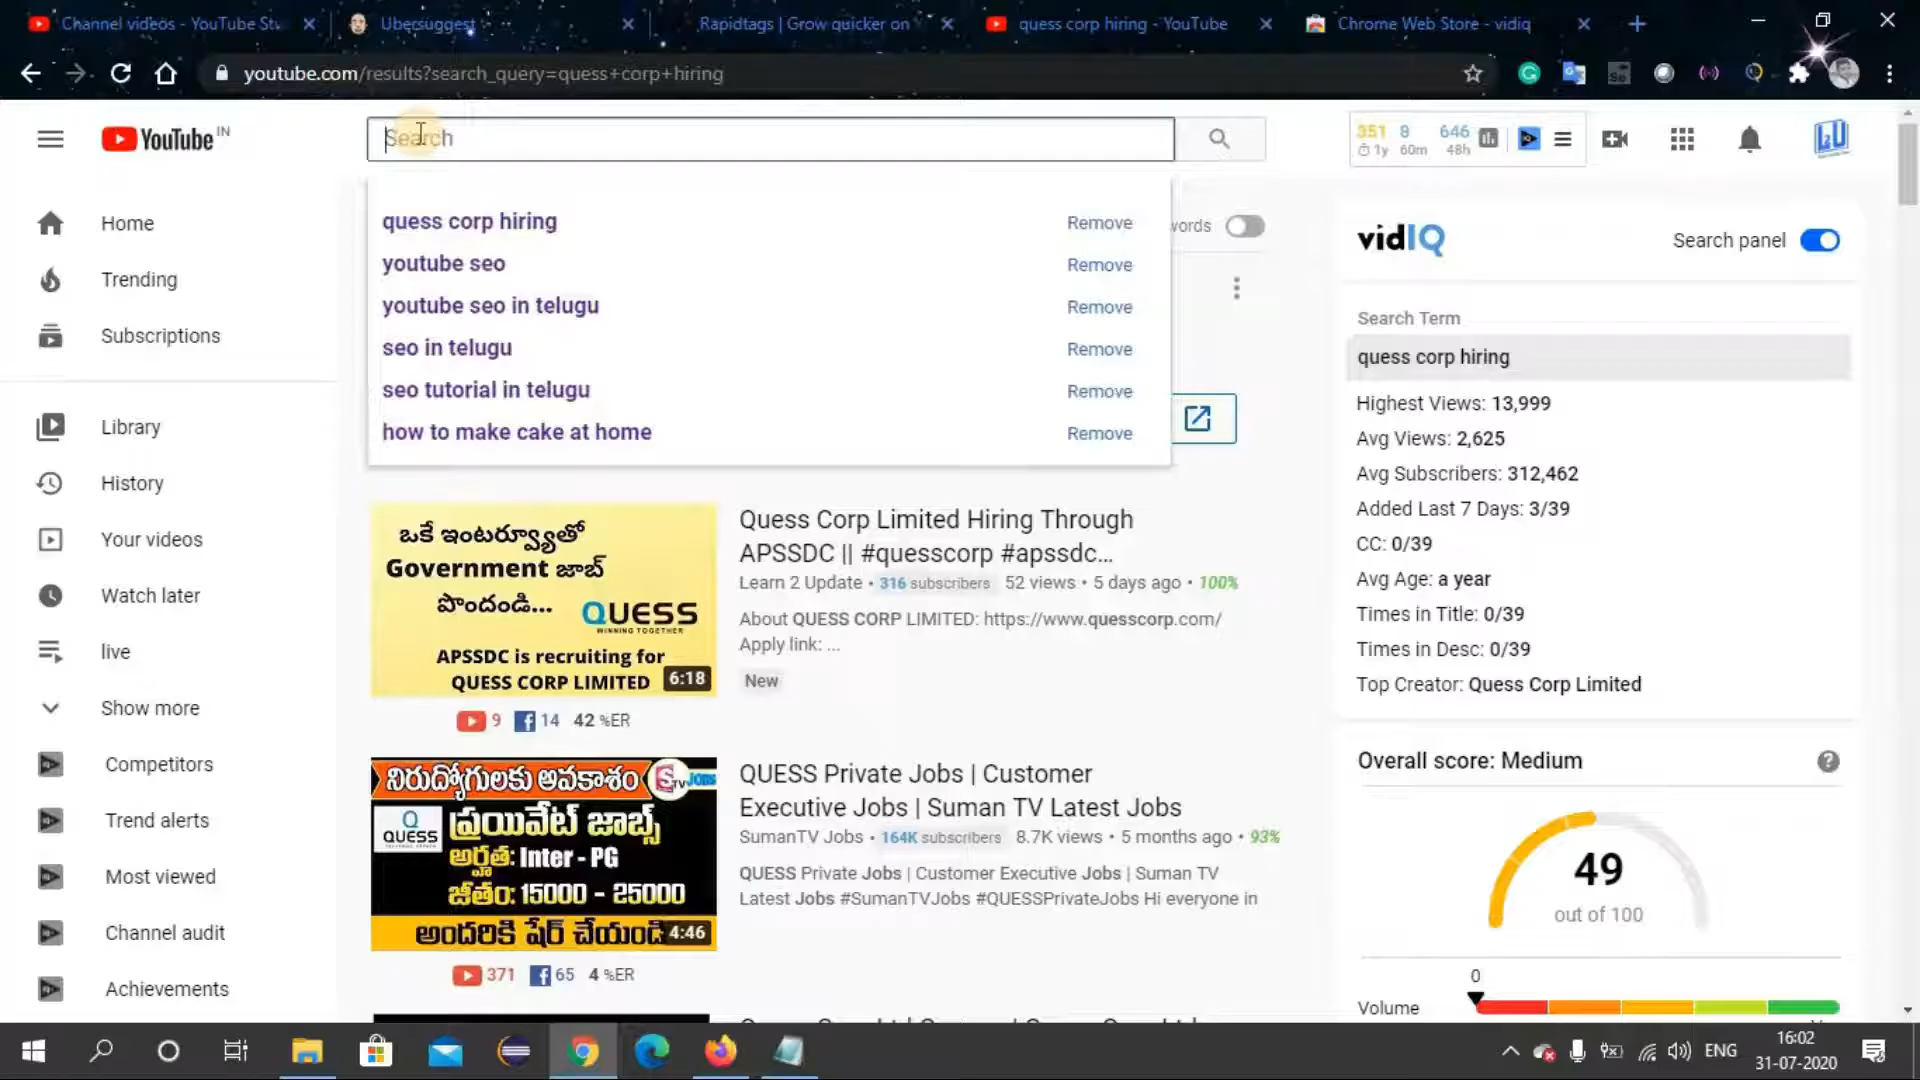 Channel videos - YouTube Stu
Ubersuggest
Rapidtags | Grow quicker on
quess corp hiring - YouTube
Chrome Web Store - vidiq
youtube.com/results?search_query=quess+corp+hiring
YouTube IN
Search
351 8 646
1y 60m 48h
Home
Trending
Subscriptions
Library
History
Your videos
Watch later
live
Show more
Competitors
Trend alerts
Most viewed
Channel audit
Achievements
quess corp hiring Remove
youtube seo Remove
youtube seo in telugu Remove
seo in telugu Remove
seo tutorial in telugu Remove
how to make cake at home Remove
ఒకే ఇంటర్వ్యూతో
Government జాబ్
పొందండి...
QUESS
WINNING TOGETHER
APSSDC is recruiting for
QUESS CORP LIMITED
6:18
9 14 42 %ER
Quess Corp Limited Hiring Through
APSSDC || #quesscorp #apssdc...
Learn 2 Update • 316 subscribers 52 views • 5 days ago • 100%
About QUESS CORP LIMITED: https://www.quesscorp.com/
Apply link: ...
New
నిరుద్యోగులకు అవకాశం
S TV JOBS
QUESS
ప్రయివేట్ జాబ్స్
అర్హత: Inter - PG
జీతం: 15000 - 25000
అందరికి షేర్ చేయండి
4:46
371 65 4 %ER
QUESS Private Jobs | Customer
Executive Jobs | Suman TV Latest Jobs
SumanTV Jobs • 164K subscribers 8.7K views • 5 months ago • 93%
QUESS Private Jobs | Customer Executive Jobs | Suman TV
Latest Jobs #SumanTVJobs #QUESSPrivateJobs Hi everyone in
vidIQ
Search panel
Search Term
quess corp hiring
Highest Views: 13,999
Avg Views: 2,625
Avg Subscribers: 312,462
Added Last 7 Days: 3/39
CC: 0/39
Avg Age: a year
Times in Title: 0/39
Times in Desc: 0/39
Top Creator: Quess Corp Limited
Overall score: Medium
49
out of 100
0
Volume
ENG
16:02
31-07-2020